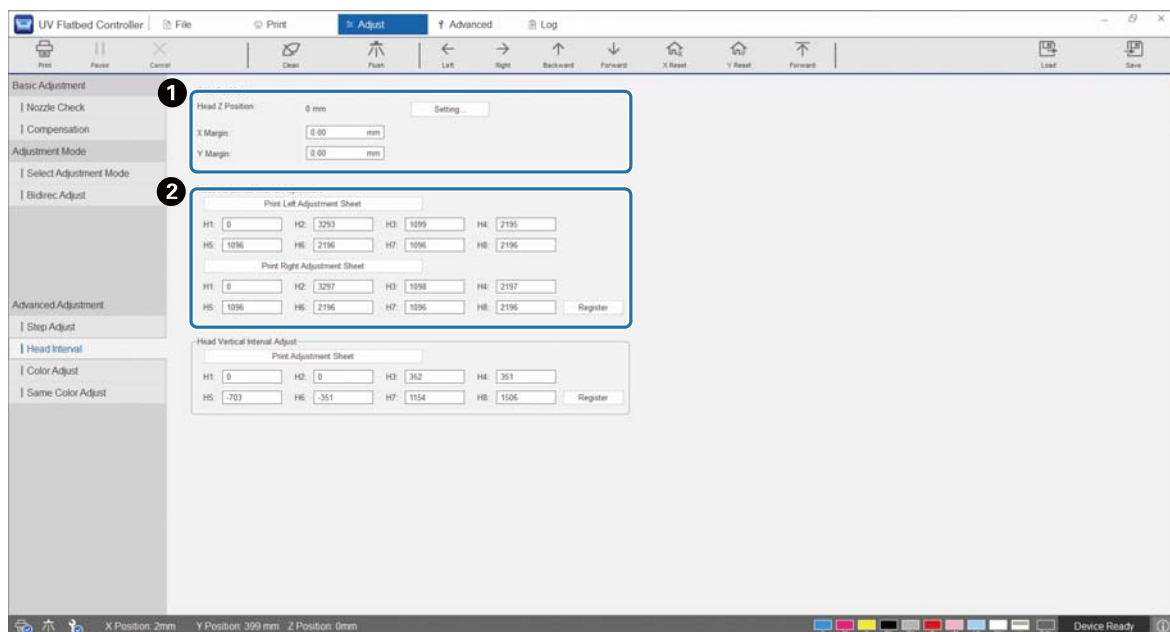 UV Flatbed Controller File Print Adjust Advanced Log
Print Pause Cancel Clean Flush Left Right Backward Forward X Reset Y Reset Forward Load Save
Basic Adjustment
Nozzle Check
Compensation
Adjustment Mode
Select Adjustment Mode
Bidirec Adjust
Advanced Adjustment
Step Adjust
Head Interval
Color Adjust
Same Color Adjust
1
Head Z Position: 0 mm Setting...
X Margin: 0.00 mm
Y Margin: 0.00 mm
2
Print Left Adjustment Sheet
H1: 0 H2: 3293 H3: 1099 H4: 2195
H5: 1096 H6: 2196 H7: 1096 H8: 2196
Print Right Adjustment Sheet
H1: 0 H2: 3297 H3: 1098 H4: 2197
H5: 1096 H6: 2196 H7: 1096 H8: 2196 Register
Head Vertical Interval Adjust
Print Adjustment Sheet
H1: 0 H2: 0 H3: 352 H4: 351
H5: -703 H6: -351 H7: 1154 H8: 1506 Register
X Position: 2mm Y Position: 399 mm Z Position: 0mm Device Ready